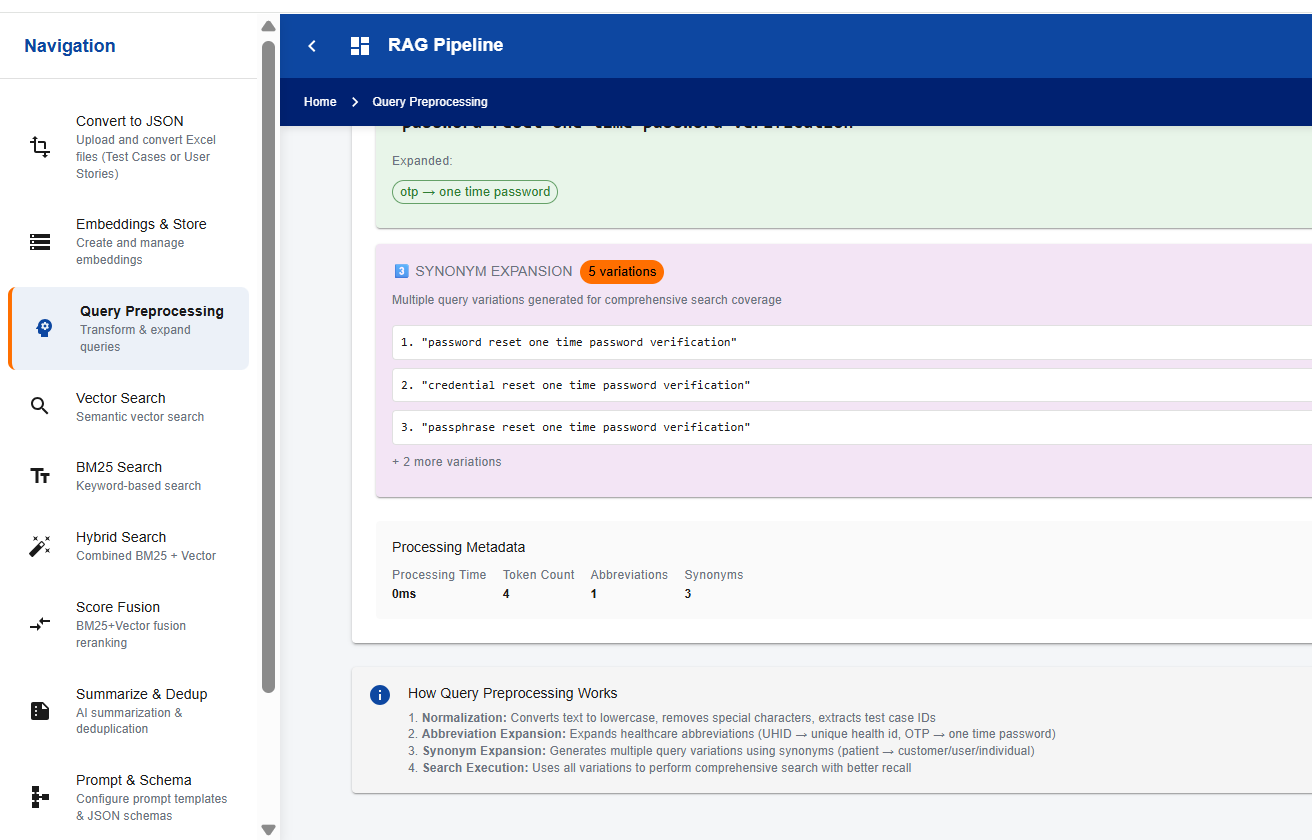 Navigation
Convert to JSON
Upload and convert Excel
files (Test Cases or User
Stories)
Embeddings & Store
Create and manage
embeddings
Query Preprocessing
Transform & expand
queries
Vector Search
Semantic vector search
BM25 Search
Keyword-based search
Hybrid Search
Combined BM25 + Vector
Score Fusion
BM25+Vector fusion
reranking
Summarize & Dedup
AI summarization &
deduplication
Prompt & Schema
Configure prompt templates
& JSON schemas
RAG Pipeline
Home > Query Preprocessing
password reset one time password verification
Expanded:
otp → one time password
3 SYNONYM EXPANSION 5 variations
Multiple query variations generated for comprehensive search coverage
1. "password reset one time password verification"
2. "credential reset one time password verification"
3. "passphrase reset one time password verification"
+ 2 more variations
Processing Metadata
Processing Time Token Count Abbreviations Synonyms
0ms 4 1 3
How Query Preprocessing Works
1. Normalization: Converts text to lowercase, removes special characters, extracts test case IDs
2. Abbreviation Expansion: Expands healthcare abbreviations (UHID → unique health id, OTP → one time password)
3. Synonym Expansion: Generates multiple query variations using synonyms (patient → customer/user/individual)
4. Search Execution: Uses all variations to perform comprehensive search with better recall